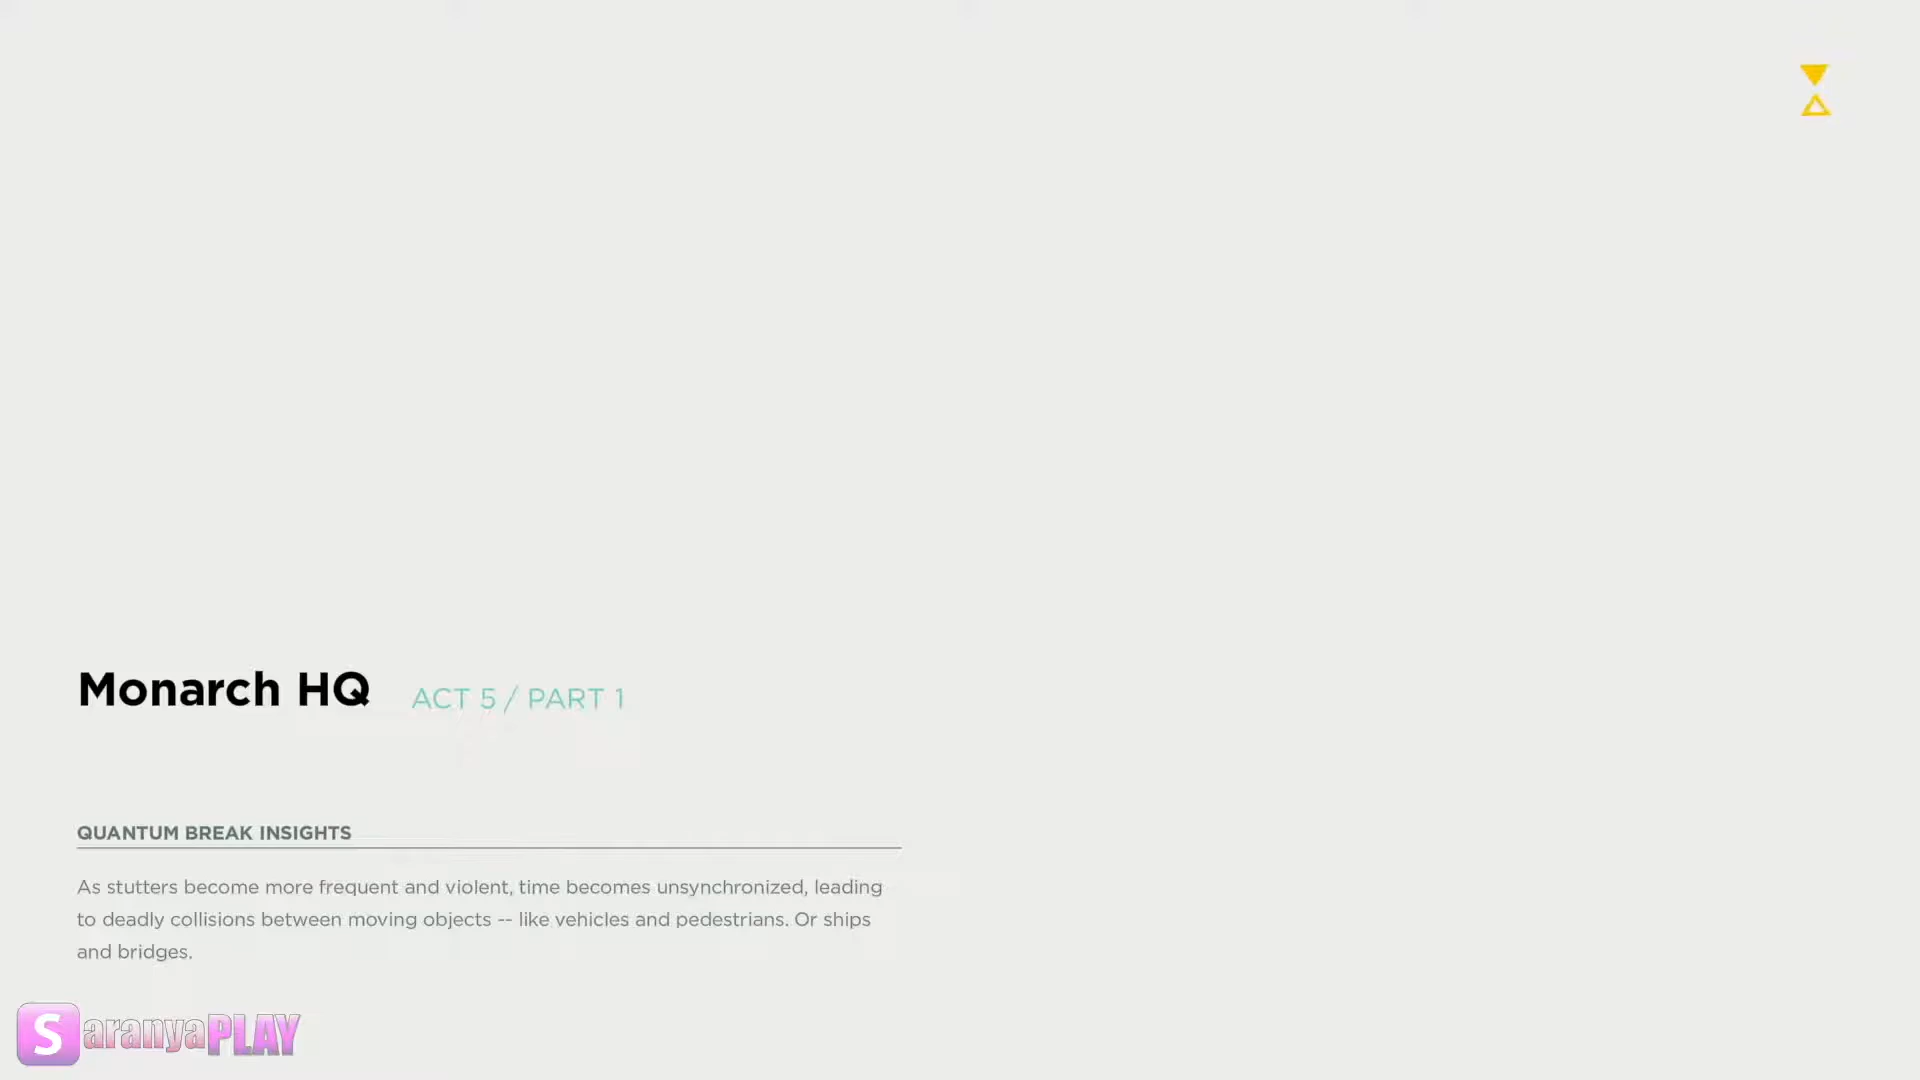 Monarch HQ ACT 5 / PART 1
QUANTUM BREAK INSIGHTS
As stutters become more frequent and violent, time becomes unsynchronized, leading
to deadly collisions between moving objects -- like vehicles and pedestrians. Or ships
and bridges.
SaranyaPLAY